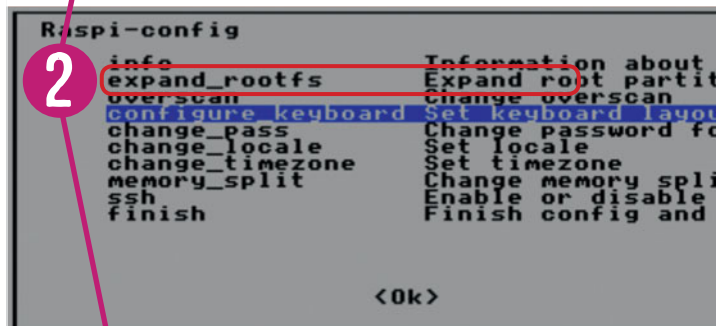 Raspi-config
info Information about
expand_rootfs Expand root partit
overscan Change overscan
configure_keyboard Set keyboard layou
change_pass Change password fo
change_locale Set locale
change_timezone Set timezone
memory_split Change memory spli
ssh Enable or disable
finish Finish config and
<Ok>
2